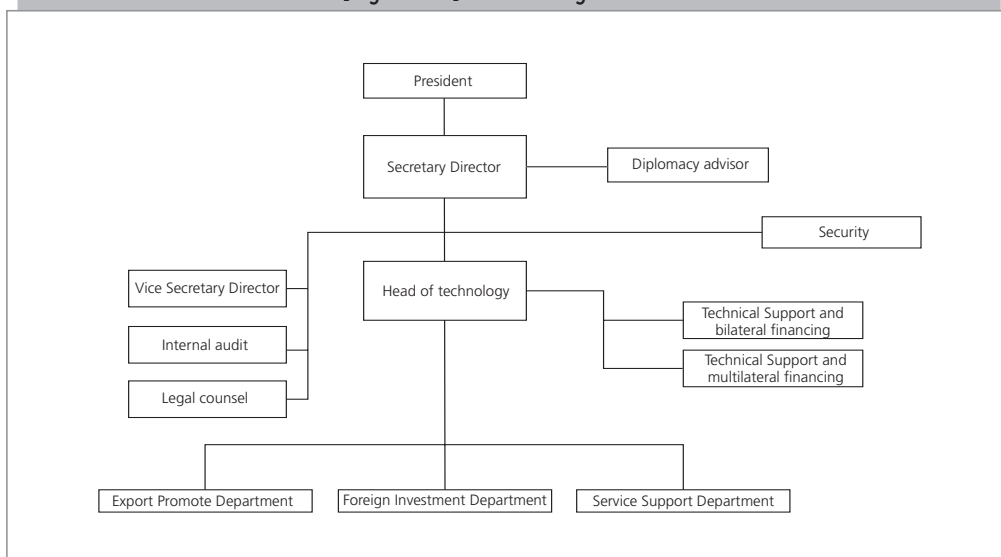 President
Secretary Director
Diplomacy advisor
Security
Vice Secretary Director
Head of technology
Technical Support and
bilateral financing
Internal audit
Technical Support and
multilateral financing
Legal counsel
Export Promote Department
Foreign Investment Department
Service Support Department